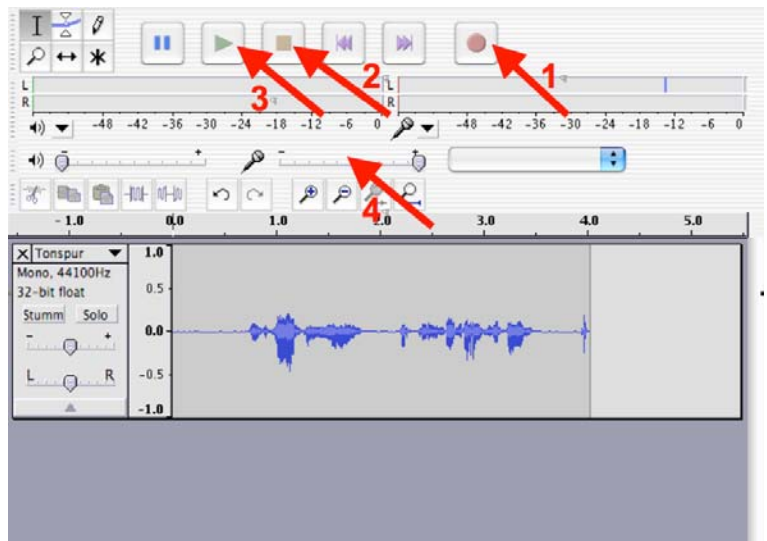 1
2
3
4
L
R
L
R
-48 -42 -36 -30 -24 -18 -12 -6 0
-48 -42 -36 -30 -24 -18 -12 -6 0
- +
- +
- 1.0 0.0 1.0 2.0 3.0 4.0 5.0
X Tonspur
Mono, 44100Hz
32-bit float
Stumm Solo
- +
L R
1.0
0.5
0.0
-0.5
-1.0